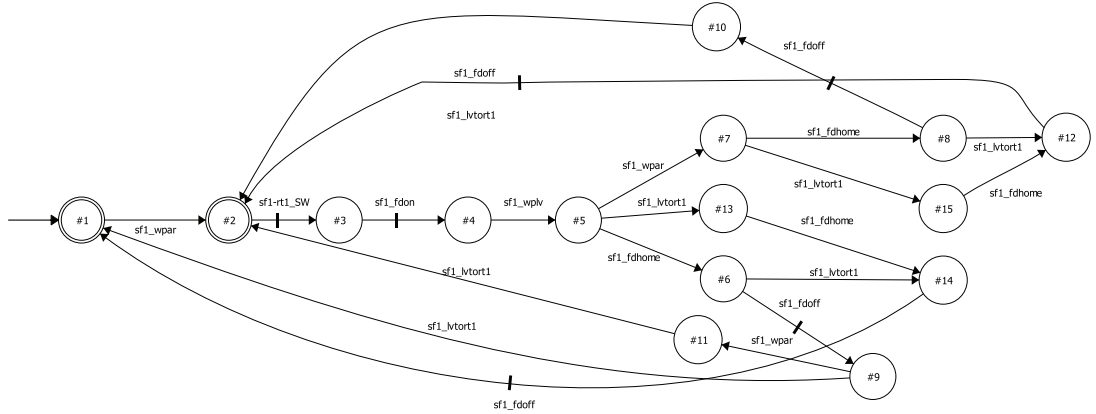 #10
sf1_fdoff
sf1_fdoff
sf1_lvtort1
#7
sf1_fdhome
#8
sf1_lvtort1
#12
sf1_wpar
sf1_lvtort1
sf1_fdhome
#1
sf1_wpar
#2
sf1-rt1_SW
#3
sf1_fdon
#4
sf1_wplv
#5
sf1_lvtort1
#13
sf1_fdhome
#15
sf1_fdhome
#6
sf1_lvtort1
#14
sf1_lvtort1
sf1_fdoff
sf1_lvtort1
#11
sf1_wpar
#9
sf1_fdoff